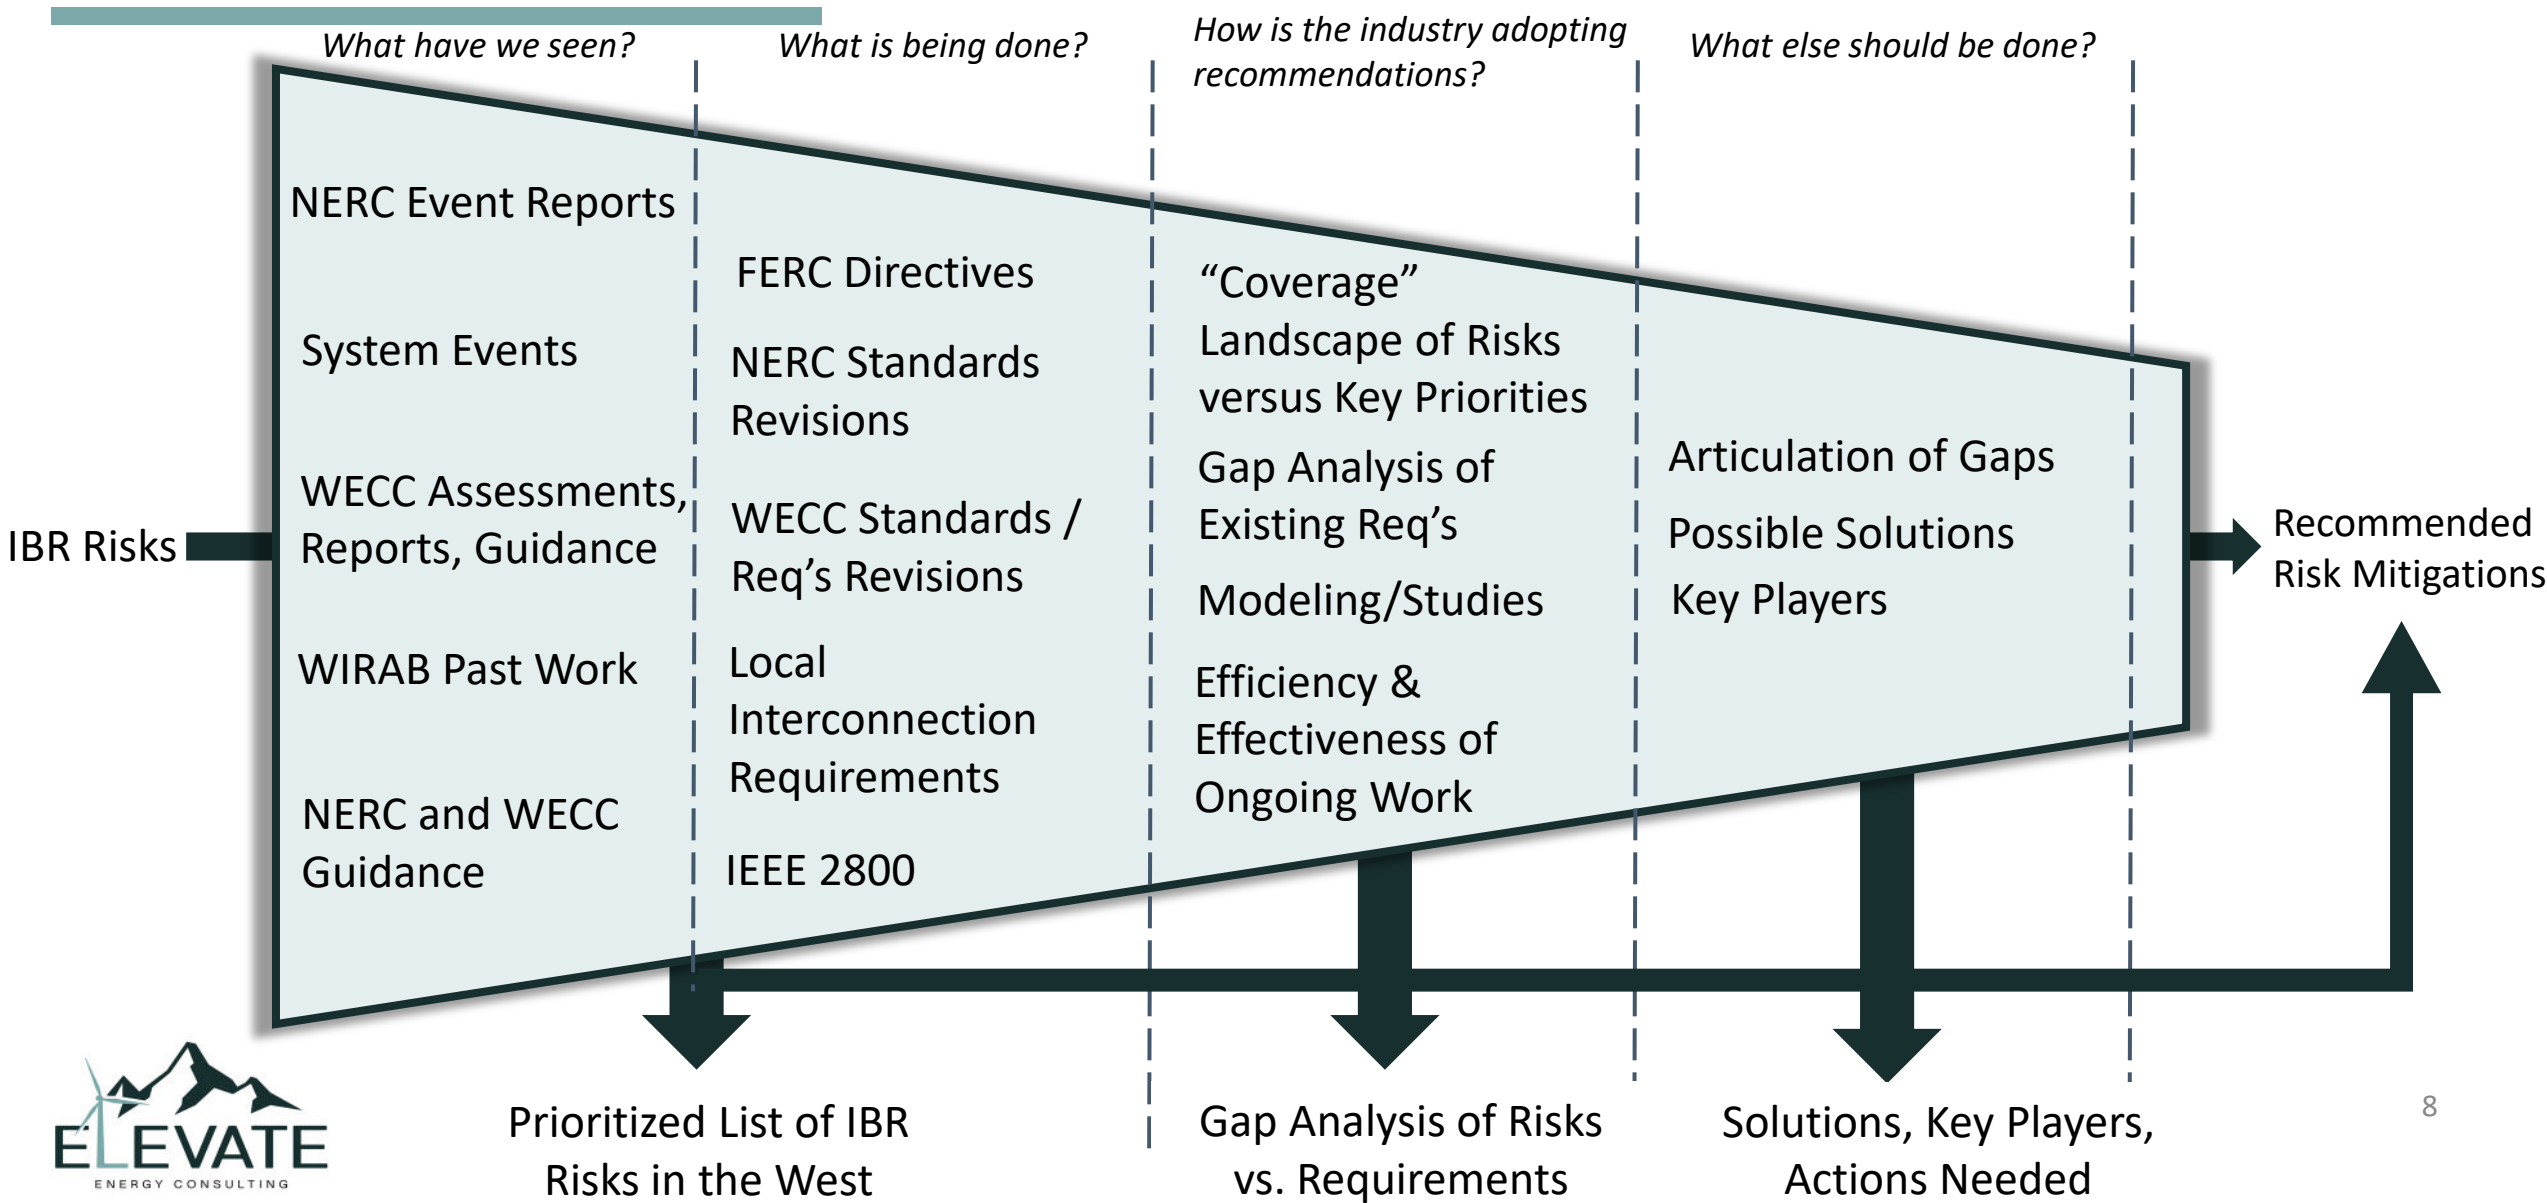 What have we seen?
What is being done?
How is the industry adopting
recommendations?
What else should be done?
IBR Risks
NERC Event Reports
System Events
WECC Assessments,
Reports, Guidance
WIRAB Past Work
NERC and WECC
Guidance
FERC Directives
NERC Standards
Revisions
WECC Standards /
Req's Revisions
Local
Interconnection
Requirements
IEEE 2800
“Coverage”
Landscape of Risks
versus Key Priorities
Gap Analysis of
Existing Req's
Modeling/Studies
Efficiency &
Effectiveness of
Ongoing Work
Articulation of Gaps
Possible Solutions
Key Players
Recommended
Risk Mitigations
Prioritized List of IBR
Risks in the West
Gap Analysis of Risks
vs. Requirements
Solutions, Key Players,
Actions Needed
ELEVATE
ENERGY CONSULTING
8